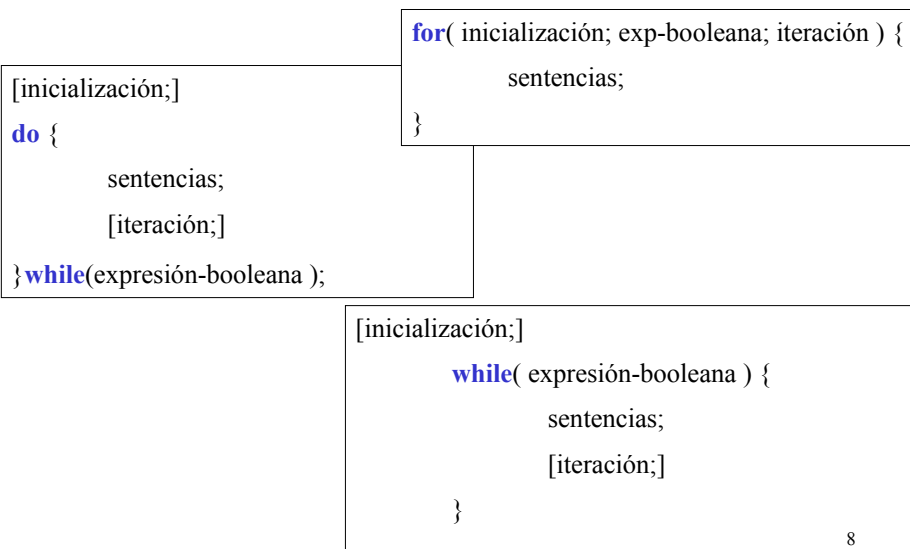 for( inicialización; exp-booleana; iteración ) {
sentencias;
}
[inicialización;]
do {
sentencias;
[iteración;]
}while(expresión-booleana );
[inicialización;]
while( expresión-booleana ) {
sentencias;
[iteración;]
}
8